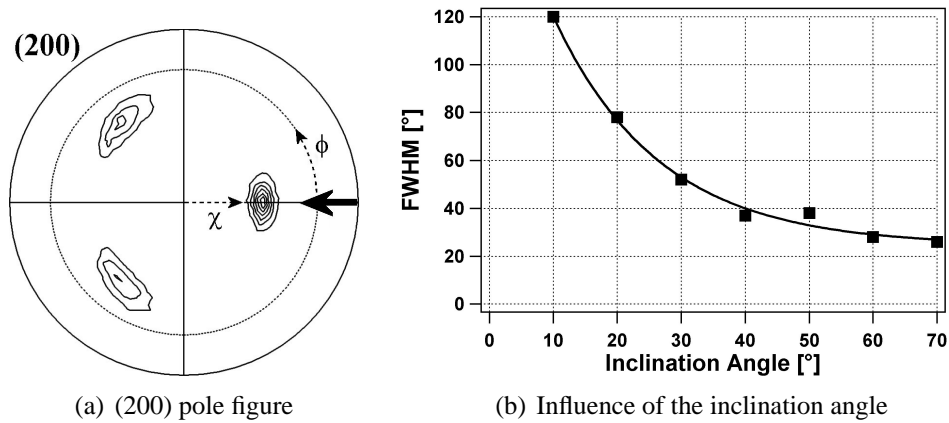 (200)
ϕ
χ
(a) (200) pole figure
120
100
80
60
40
20
0
FWHM [°]
0 10 20 30 40 50 60 70
Inclination Angle [°]
(b) Influence of the inclination angle